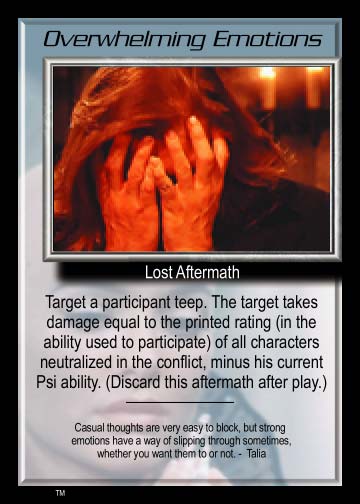 Overwhelming Emotions
Lost Aftermath
Target a participant teep. The target takes
damage equal to the printed rating (in the
ability used to participate) of all characters
neutralized in the conflict, minus his current
Psi ability. (Discard this aftermath after play.)
Casual thoughts are very easy to block, but strong
emotions have a way of slipping through sometimes,
whether you want them to or not. - Talia
TM